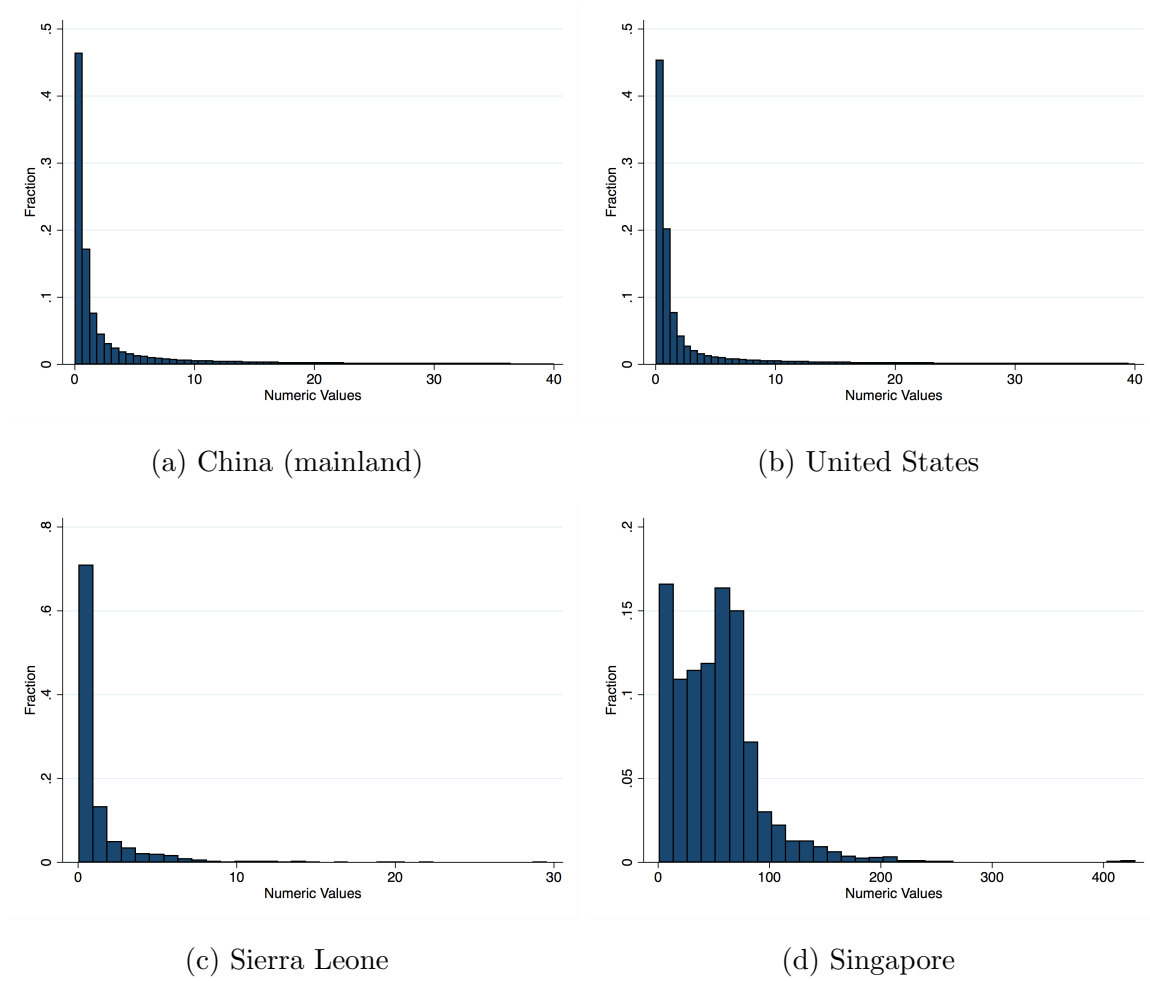 .5 .4 .3 .2 .1 0
Fraction
0 10 20 30 40
Numeric Values
(a) China (mainland)
.5 .4 .3 .2 .1 0
Fraction
0 10 20 30 40
Numeric Values
(b) United States
.8 .6 .4 .2 0
Fraction
0 10 20 30
Numeric Values
(c) Sierra Leone
.2 .15 .1 .05 0
Fraction
0 100 200 300 400
Numeric Values
(d) Singapore